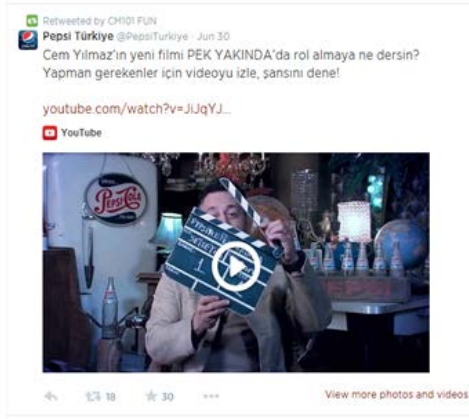 Retweeted by CM101 FUN
Pepsi Türkiye @PepsiTurkiye · Jun 30
Cem Yılmaz'ın yeni filmi PEK YAKINDA'da rol almaya ne dersin?
Yapman gerekenler için videoyu izle, şansını dene!
youtube.com/watch?v=JiJqYJ...
YouTube
PEPSI-COLA
1
18
30
View more photos and videos